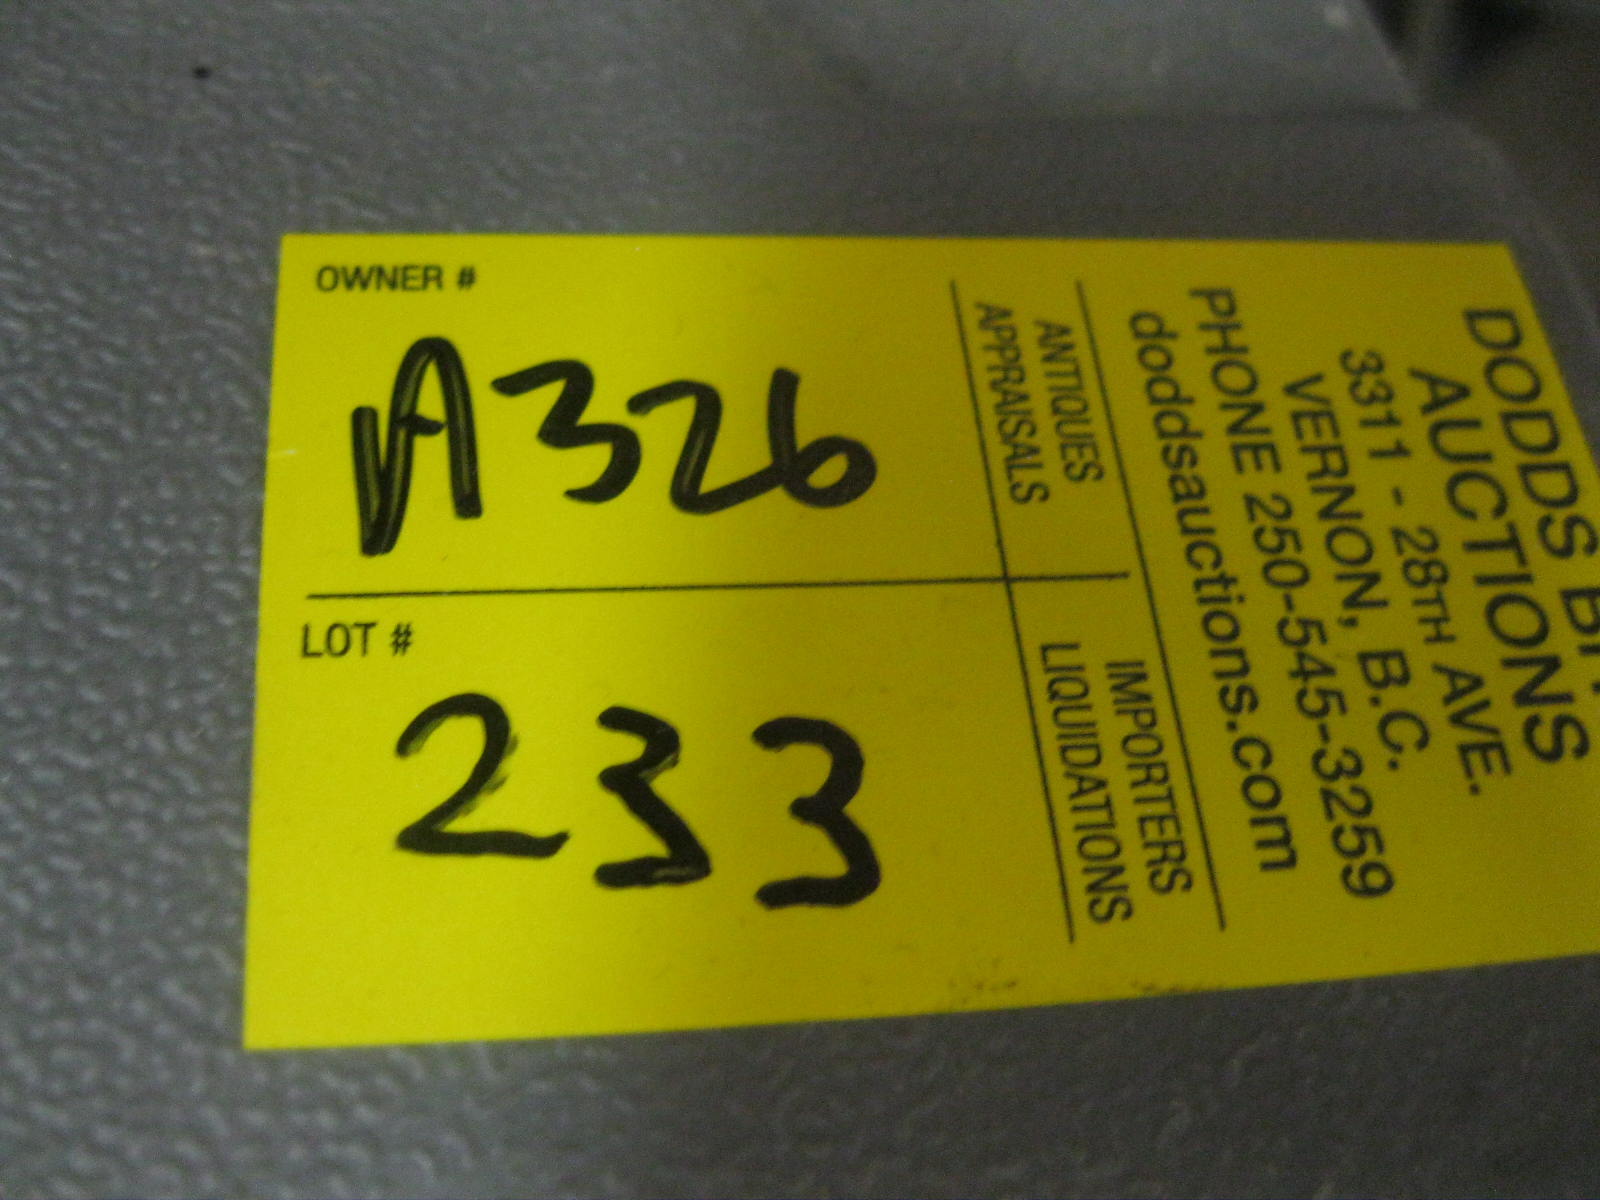 OWNER #
A326
LOT #
233
ANTIQUES
APPRAISALS
IMPORTERS
LIQUIDATIONS
DODDS
AUCTIONS
3311 - 28TH AVE.
VERNON, B.C.
PHONE 250-545-3259
doddsauctions.com